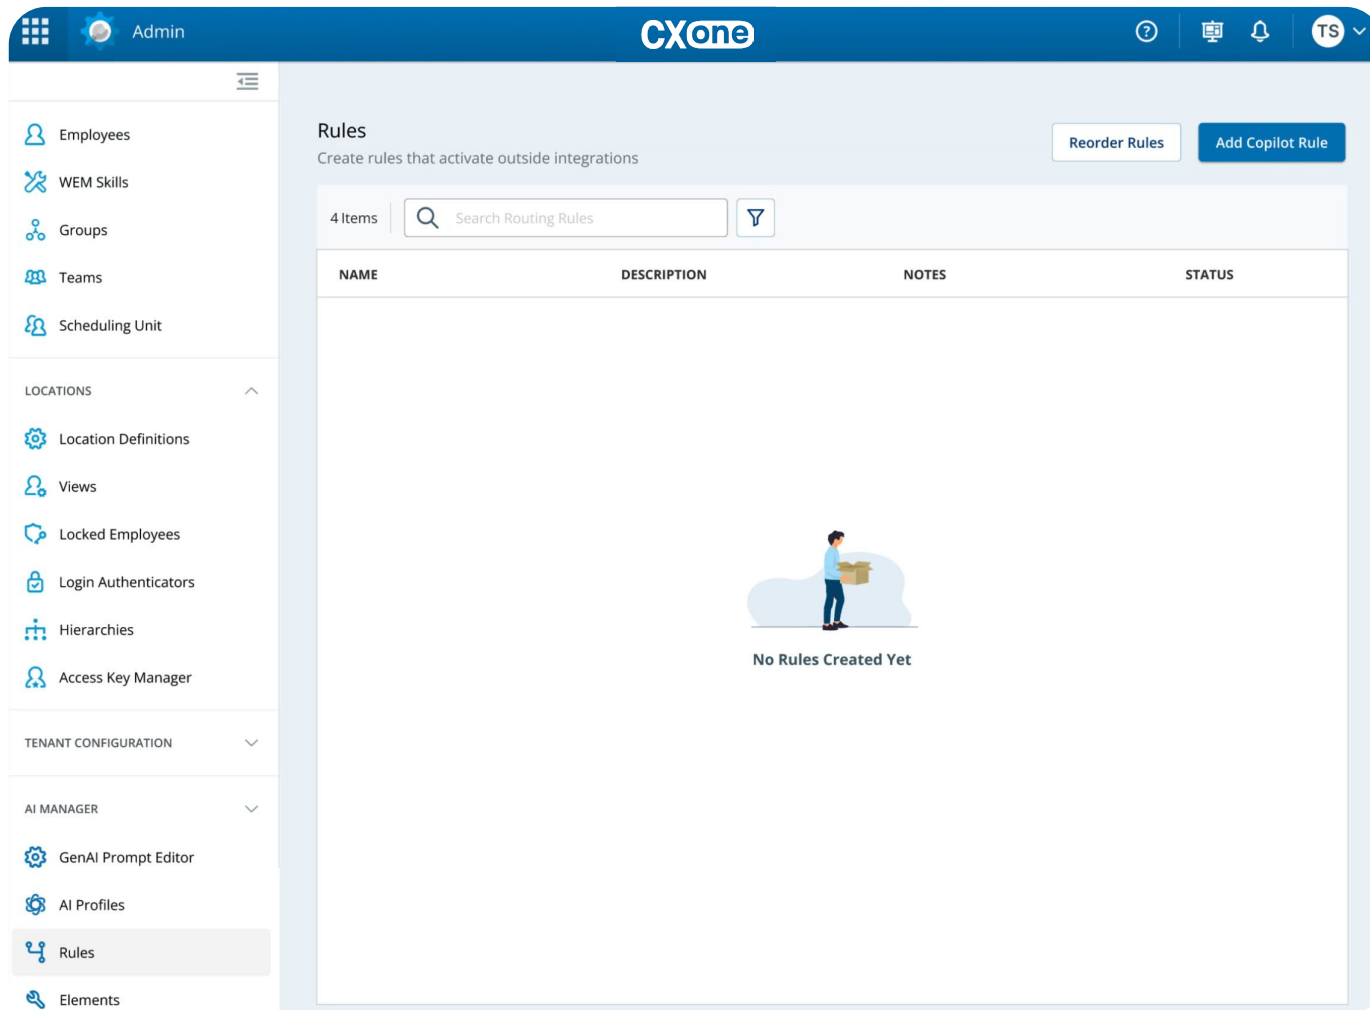 Admin
CXone
TS
Employees
WEM Skills
Groups
Teams
Scheduling Unit
LOCATIONS
Location Definitions
Views
Locked Employees
Login Authenticators
Hierarchies
Access Key Manager
TENANT CONFIGURATION
AI MANAGER
GenAI Prompt Editor
AI Profiles
Rules
Elements
Rules
Create rules that activate outside integrations
Reorder Rules
Add Copilot Rule
4 Items
Search Routing Rules
NAME DESCRIPTION NOTES STATUS
No Rules Created Yet